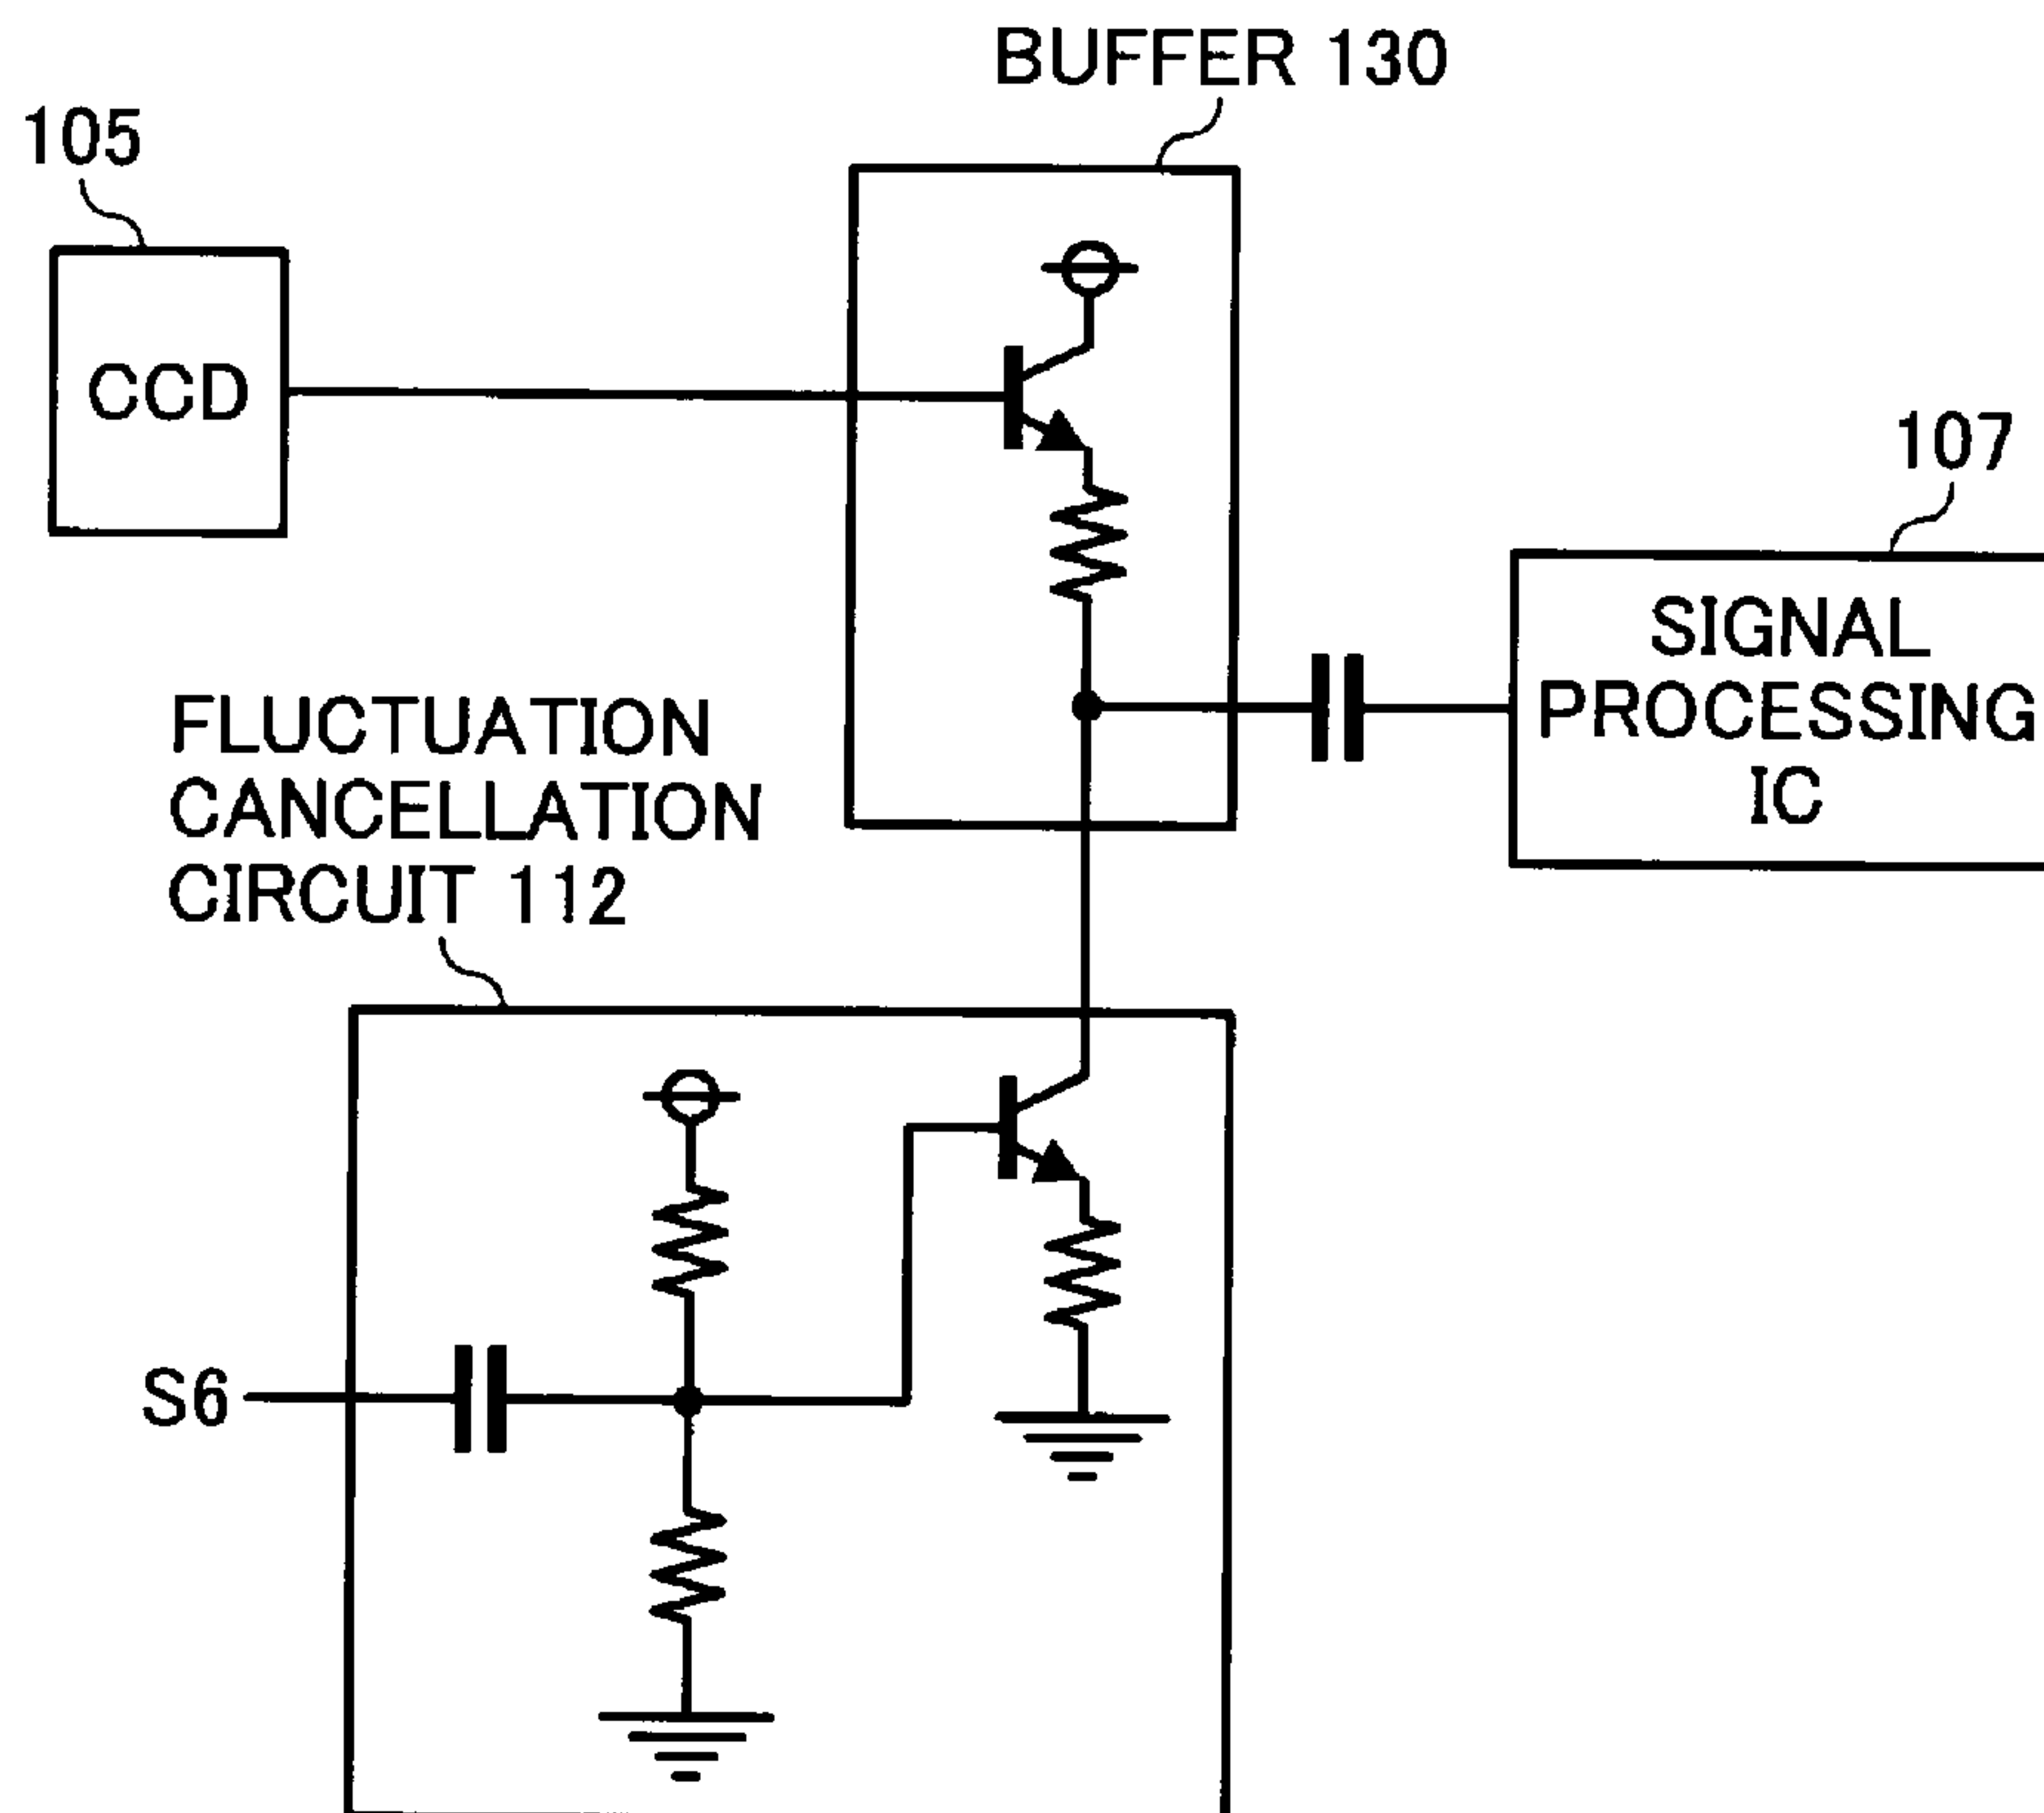 BUFFER 130
105
CCD
107
SIGNAL
PROCESSING
IC
FLUCTUATION
CANCELLATION
CIRCUIT 112
S6